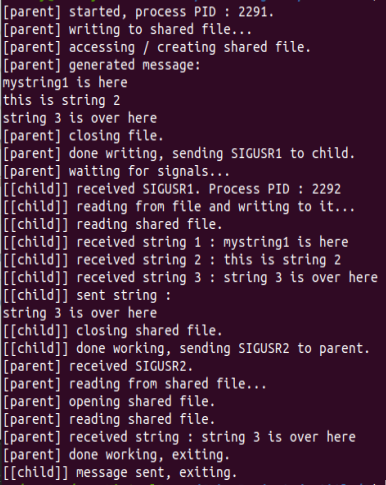 [parent] started, process PID : 2291.
[parent] writing to shared file...
[parent] accessing / creating shared file.
[parent] generated message:
mystring1 is here
this is string 2
string 3 is over here
[parent] closing file.
[parent] done writing, sending SIGUSR1 to child.
[parent] waiting for signals...
[[child]] received SIGUSR1. Process PID : 2292
[[child]] reading from file and writing to it...
[[child]] reading shared file.
[[child]] received string 1 : mystring1 is here
[[child]] received string 2 : this is string 2
[[child]] received string 3 : string 3 is over here
[[child]] sent string :
string 3 is over here
[[child]] closing shared file.
[[child]] done working, sending SIGUSR2 to parent.
[parent] received SIGUSR2.
[parent] reading from shared file...
[parent] opening shared file.
[parent] reading shared file.
[parent] received string : string 3 is over here
[parent] done working, exiting.
[[child]] message sent, exiting.